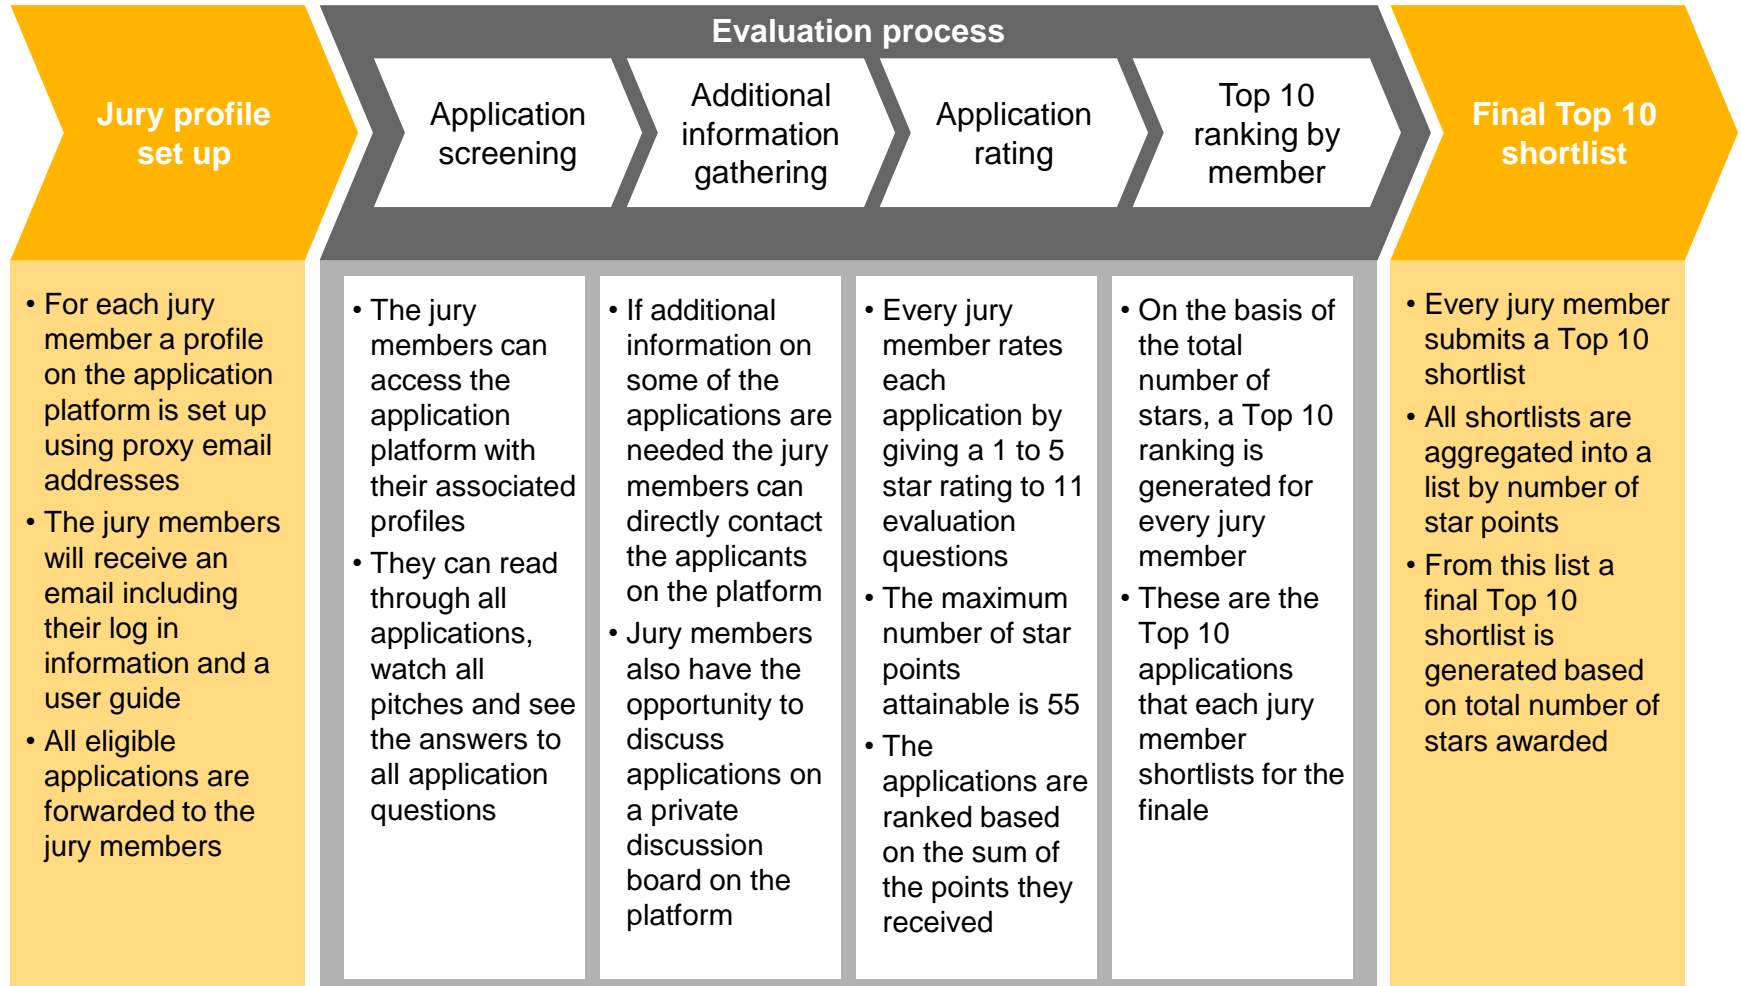 Evaluation process
Jury profile
set up
Application
screening
Additional
information
gathering
Application
rating
Top 10
ranking by
member
Final Top 10
shortlist
• For each jury
member a profile
on the application
platform is set up
using proxy email
addresses
• The jury members
will receive an
email including
their log in
information and a
user guide
• All eligible
applications are
forwarded to the
jury members
• The jury
members can
access the
application
platform with
their associated
profiles
• They can read
through all
applications,
watch all
pitches and see
the answers to
all application
questions
• If additional
information on
some of the
applications are
needed the jury
members can
directly contact
the applicants
on the platform
• Jury members
also have the
opportunity to
discuss
applications on
a private
discussion
board on the
platform
• Every jury
member rates
each
application by
giving a 1 to 5
star rating to 11
evaluation
questions
• The maximum
number of star
points
attainable is 55
• The
applications are
ranked based
on the sum of
the points they
received
• On the basis of
the total
number of
stars, a Top 10
ranking is
generated for
every jury
member
• These are the
Top 10
applications
that each jury
member
shortlists for the
finale
• Every jury member
submits a Top 10
shortlist
• All shortlists are
aggregated into a
list by number of
star points
• From this list a
final Top 10
shortlist is
generated based
on total number of
stars awarded